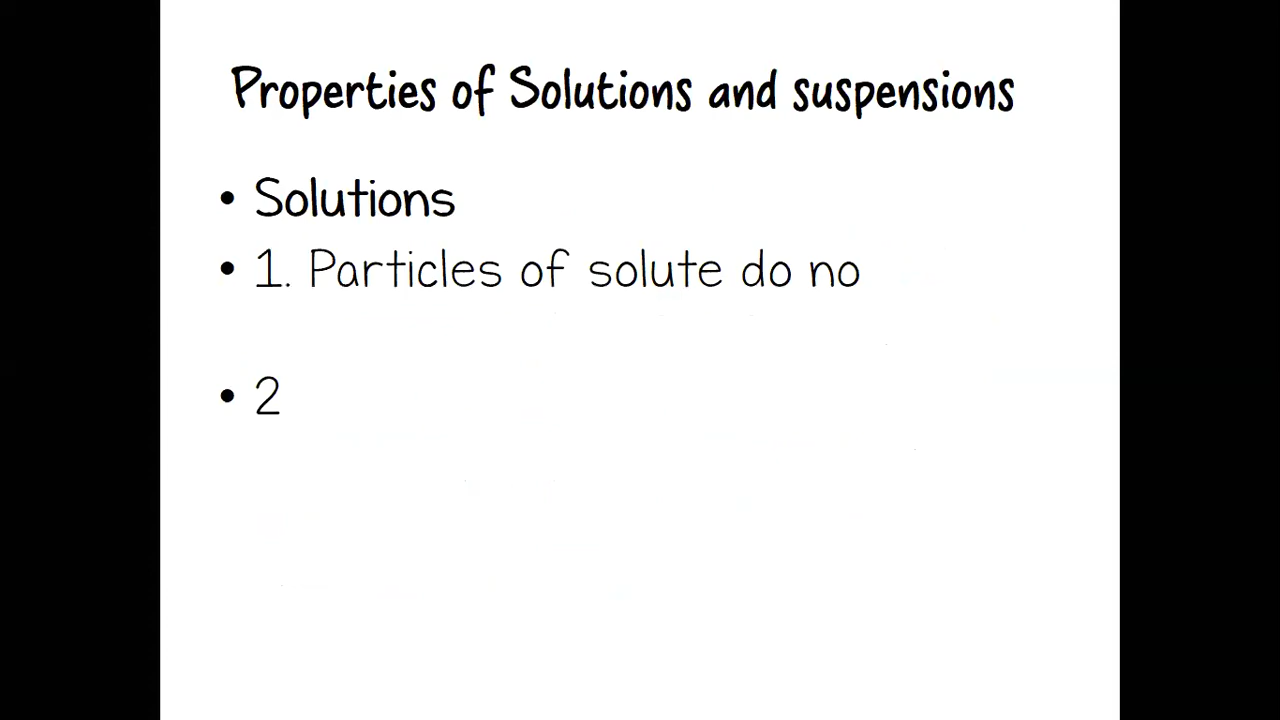 Properties of Solutions and suspensions
• Solutions
• 1. Particles of solute do no
• 2